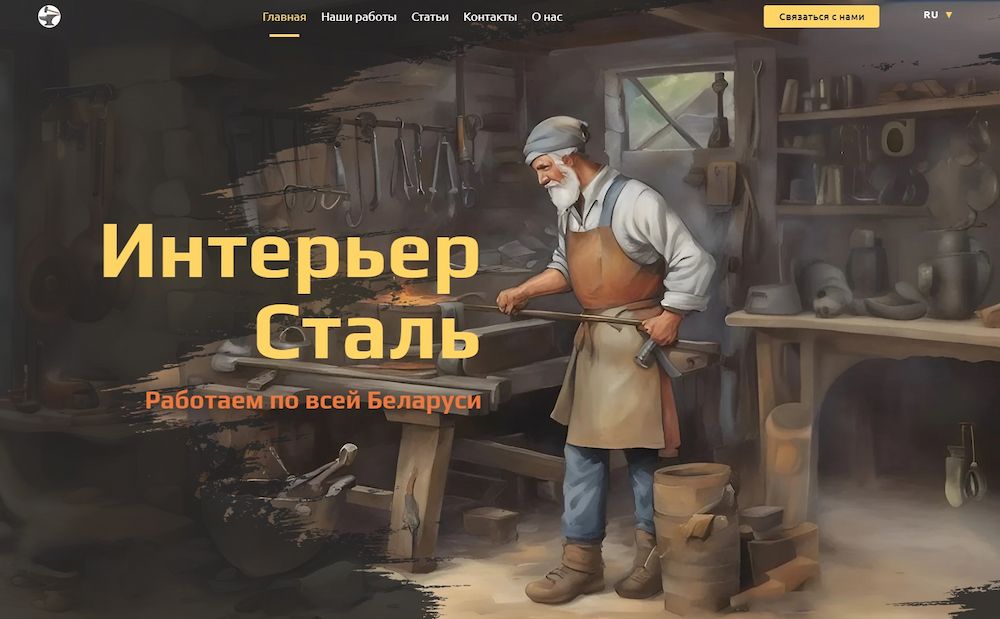 Главная Наши работы Статьи Контакты О нас Связаться с нами RU
Интерьер
Сталь
Работаем по всей Беларуси